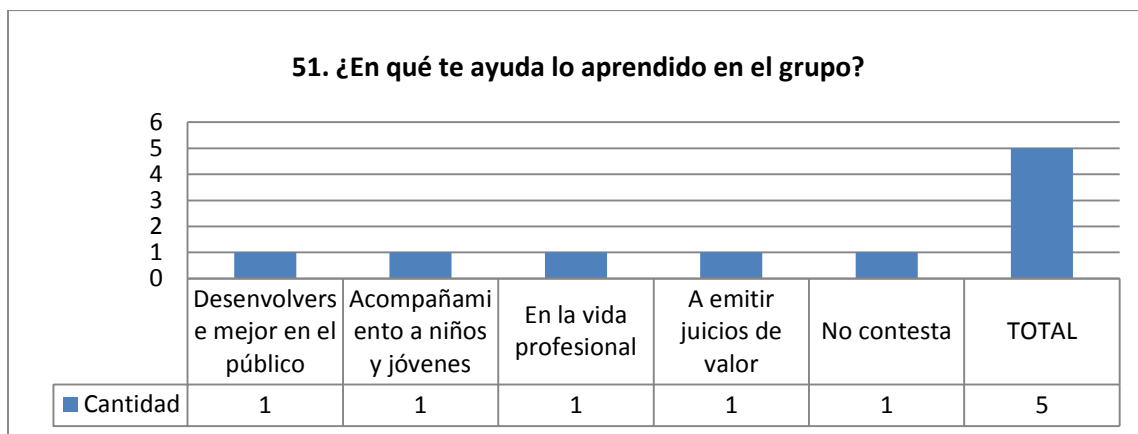 51. ¿En qué te ayuda lo aprendido en el grupo?
6
5
4
3
2
1
0
Desenvolvers
e mejor en el
público
Acompañami
ento a niños
y jóvenes
En la vida
profesional
A emitir
juicios de
valor
No contesta
TOTAL
Cantidad 1 1 1 1 1 5